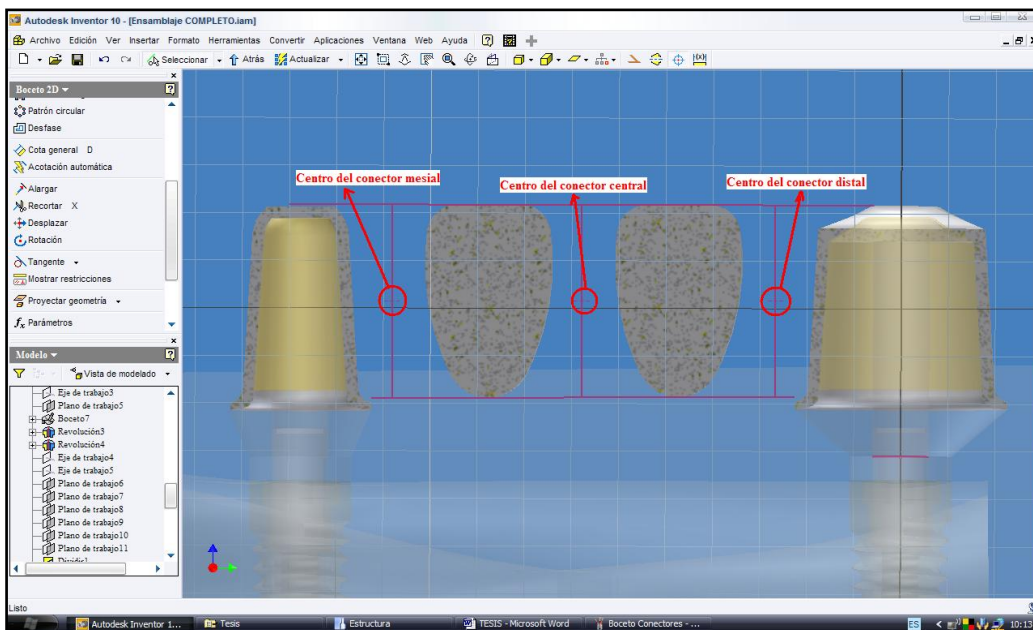 Autodesk Inventor 10 - [Ensamblaje COMPLETO.iam]
Archivo Edición Ver Insertar Formato Herramientas Convertir Aplicaciones Ventana Web Ayuda
Seleccionar Atrás Actualizar
Boceto 2D
Patrón circular
Desfase
Cota general D
Acotación automática
Alargar
Recortar X
Desplazar
Rotación
Tangente
Mostrar restricciones
Proyectar geometría
fx Parámetros
Modelo
Vista de modelado
Eje de trabajo3
Plano de trabajo5
Boceto7
Revolución3
Revolución4
Eje de trabajo4
Eje de trabajo5
Plano de trabajo6
Plano de trabajo7
Plano de trabajo8
Plano de trabajo9
Plano de trabajo10
Plano de trabajo11
Dividir1
Centro del conector mesial
Centro del conector central
Centro del conector distal
Listo
Autodesk Inventor 1... Tesis Estructura TESIS - Microsoft Word Boceto Conectores - ... ES 10:13